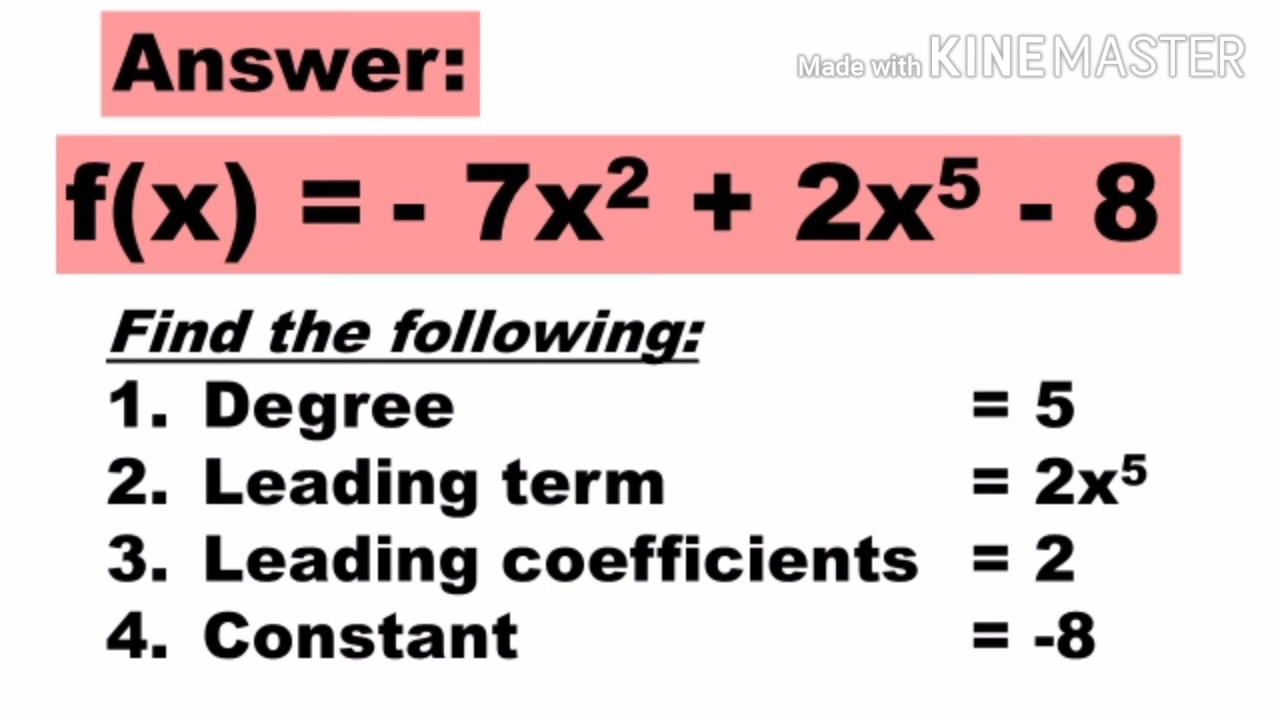 Answer:
Made with KINEMASTER
f(x) = - 7x² + 2x⁵ - 8
Find the following:
1. Degree = 5
2. Leading term = 2x⁵
3. Leading coefficients = 2
4. Constant = -8